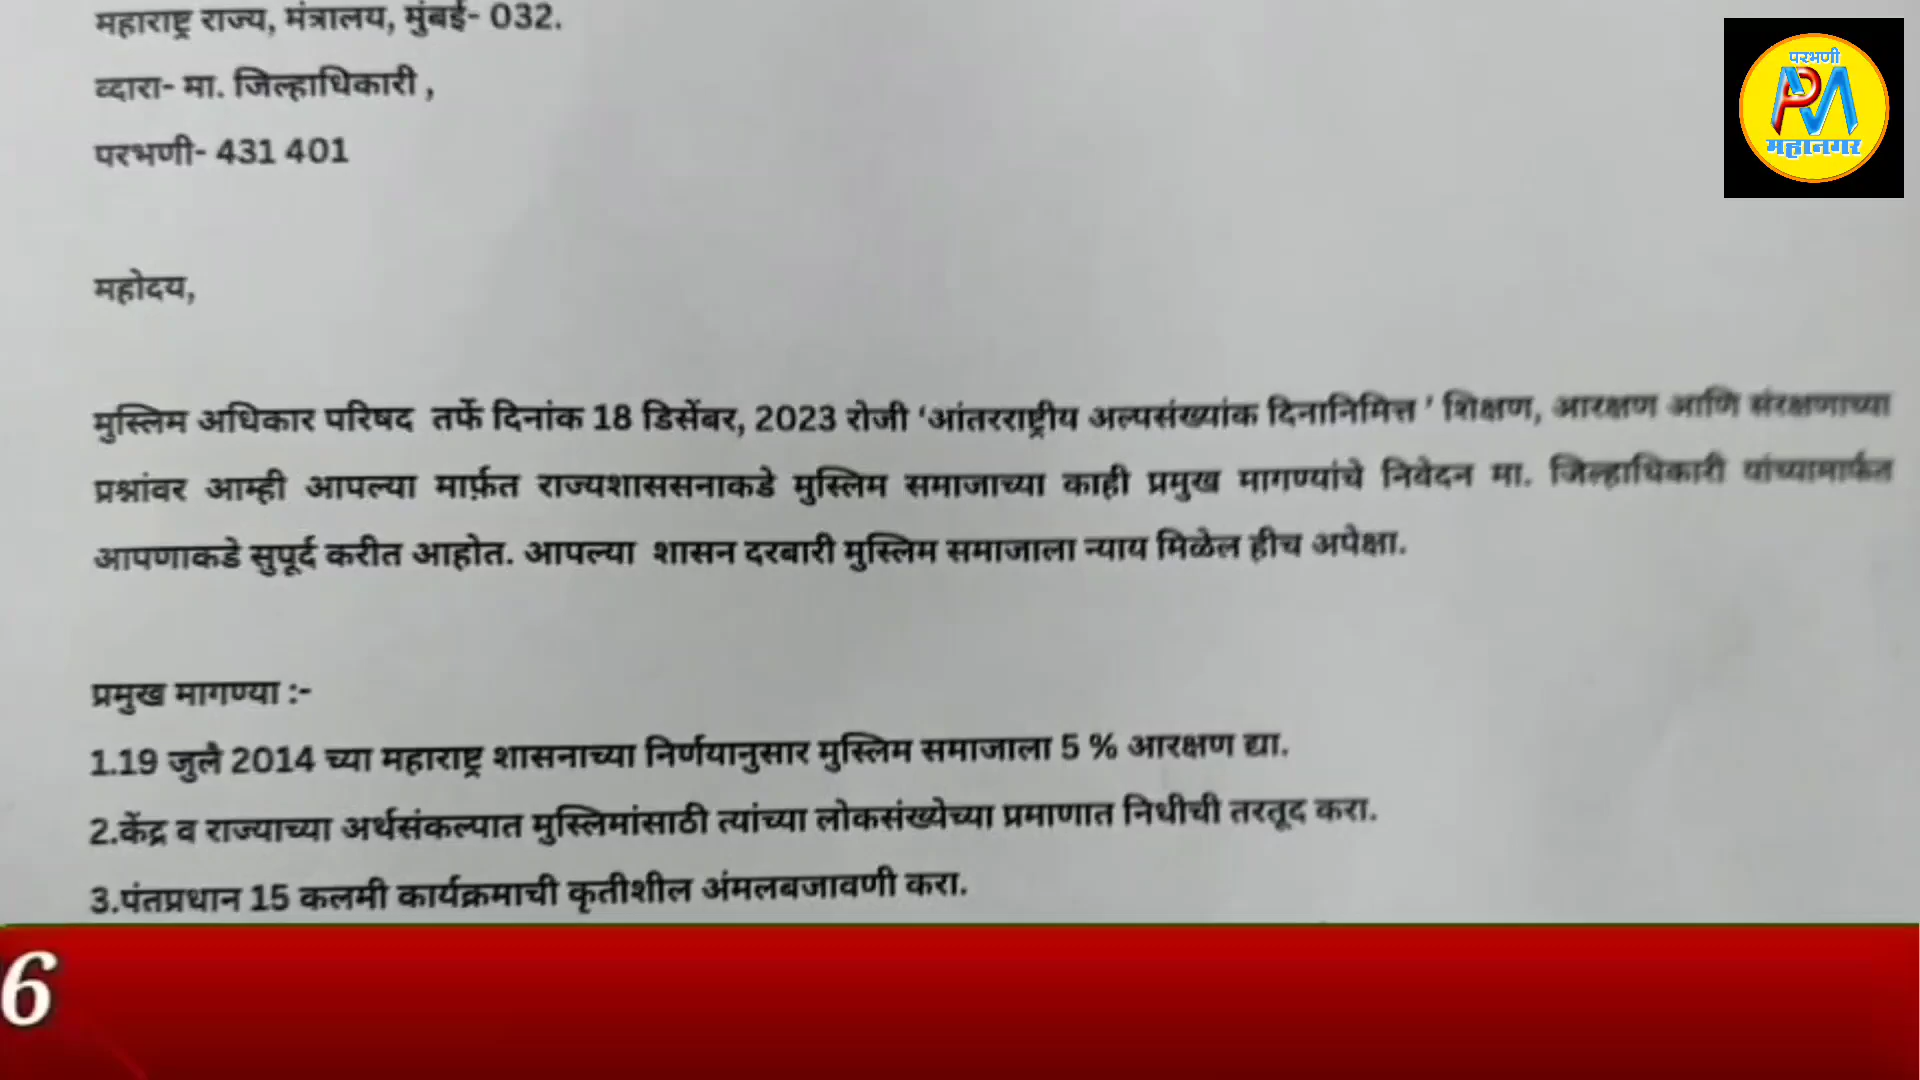 महाराष्ट्र राज्य, मंत्रालय, मुंबई- 032.
व्दारा- मा. जिल्हाधिकारी ,
परभणी- 431 401
महोदय,
मुस्लिम अधिकार परिषद तर्फे दिनांक 18 डिसेंबर, 2023 रोजी ‘आंतरराष्ट्रीय अल्पसंख्यांक दिनानिमित्त ’ शिक्षण, आरक्षण आणि संरक्षणाच्या
प्रश्नांवर आम्ही आपल्या मार्फ़त राज्यशाससनाकडे मुस्लिम समाजाच्या काही प्रमुख मागण्यांचे निवेदन मा. जिल्हाधिकारी यांच्यामार्फत
आपणाकडे सुपूर्द करीत आहोत. आपल्या शासन दरबारी मुस्लिम समाजाला न्याय मिळेल हीच अपेक्षा.
प्रमुख मागण्या :-
1.19 जुलै 2014 च्या महाराष्ट्र शासनाच्या निर्णयानुसार मुस्लिम समाजाला 5 % आरक्षण द्या.
2.केंद्र व राज्याच्या अर्थसंकल्पात मुस्लिमांसाठी त्यांच्या लोकसंख्येच्या प्रमाणात निधीची तरतूद करा.
3.पंतप्रधान 15 कलमी कार्यक्रमाची कृतीशील अंमलबजावणी करा.
परभणी
PM
महानगर
6